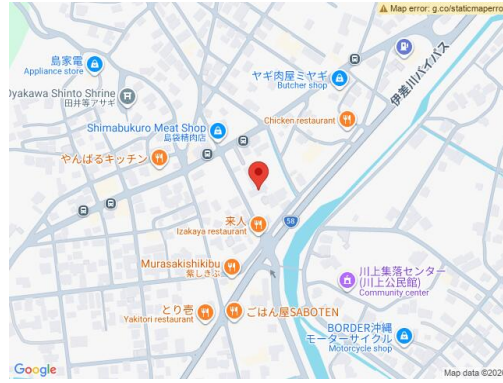 Map error: g.co/staticmaperro
島家電
Appliance store
ヤギ肉屋ミヤギ
Butcher shop
伊差川バイパス
Oyakawa Shinto Shrine
田井等アサギ
Shimabukuro Meat Shop
島袋精肉店
Chicken restaurant
やんばるキッチン
来人
Izakaya restaurant
58
Murasakishikibu
紫しきぶ
川上集落センター
(川上公民館)
Community center
とり壱
Yakitori restaurant
ごはん屋SABOTEN
BORDER沖縄
モーターサイクル
Motorcycle shop
Google
Map data ©202